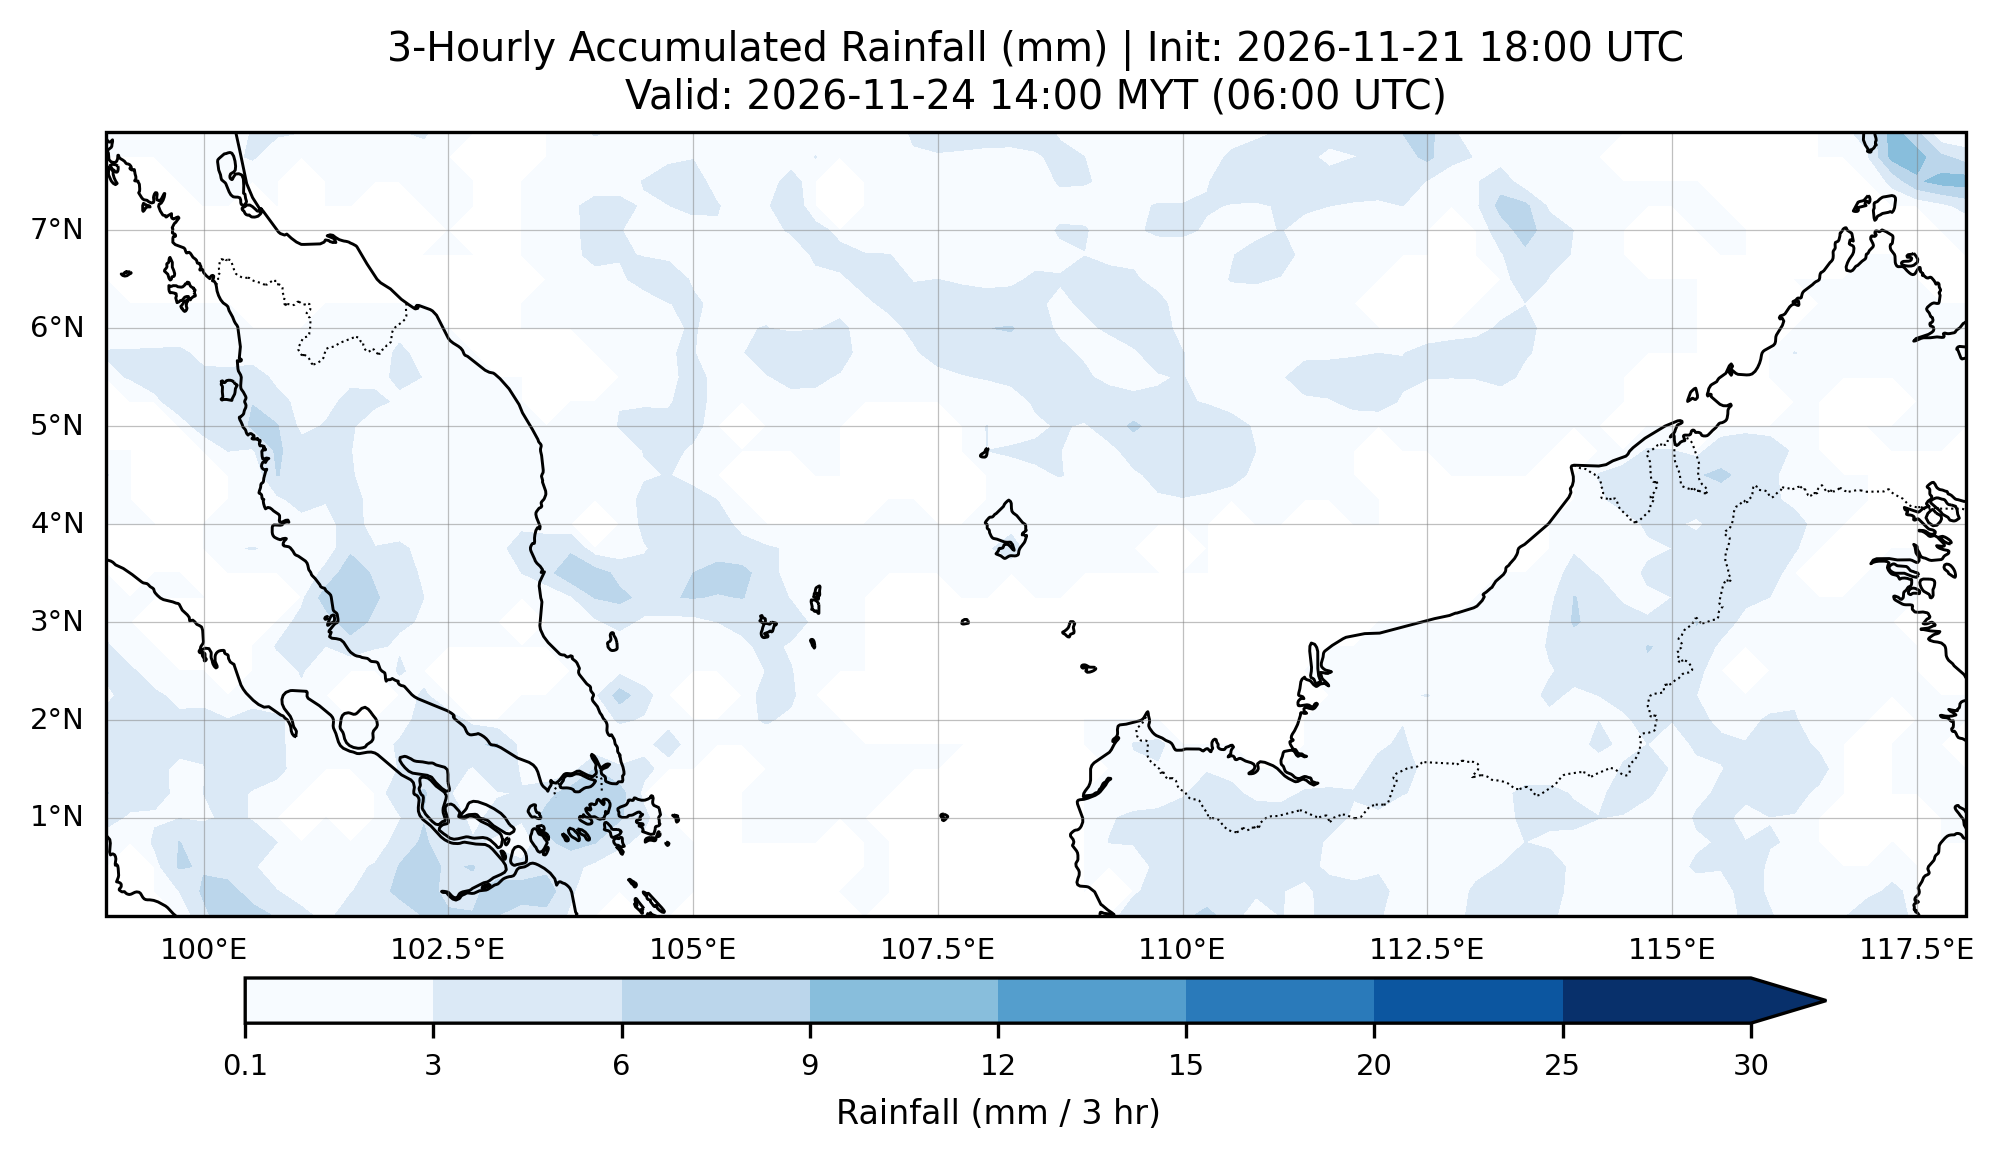 3-Hourly Accumulated Rainfall (mm) | Init: 2026-11-21 18:00 UTC
Valid: 2026-11-24 14:00 MYT (06:00 UTC)
7°N
6°N
5°N
4°N
3°N
2°N
1°N
100°E 102.5°E 105°E 107.5°E 110°E 112.5°E 115°E 117.5°E
0.1 3 6 9 12 15 20 25 30
Rainfall (mm / 3 hr)